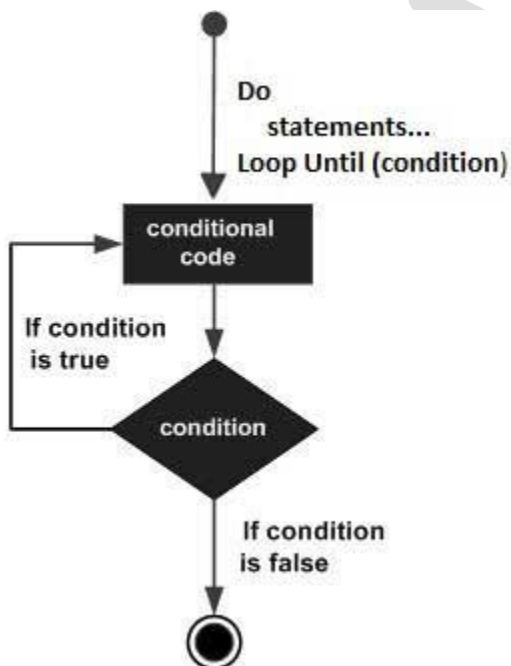 Do
statements...
Loop Until (condition)
conditional
code
If condition
is true
condition
If condition
is false